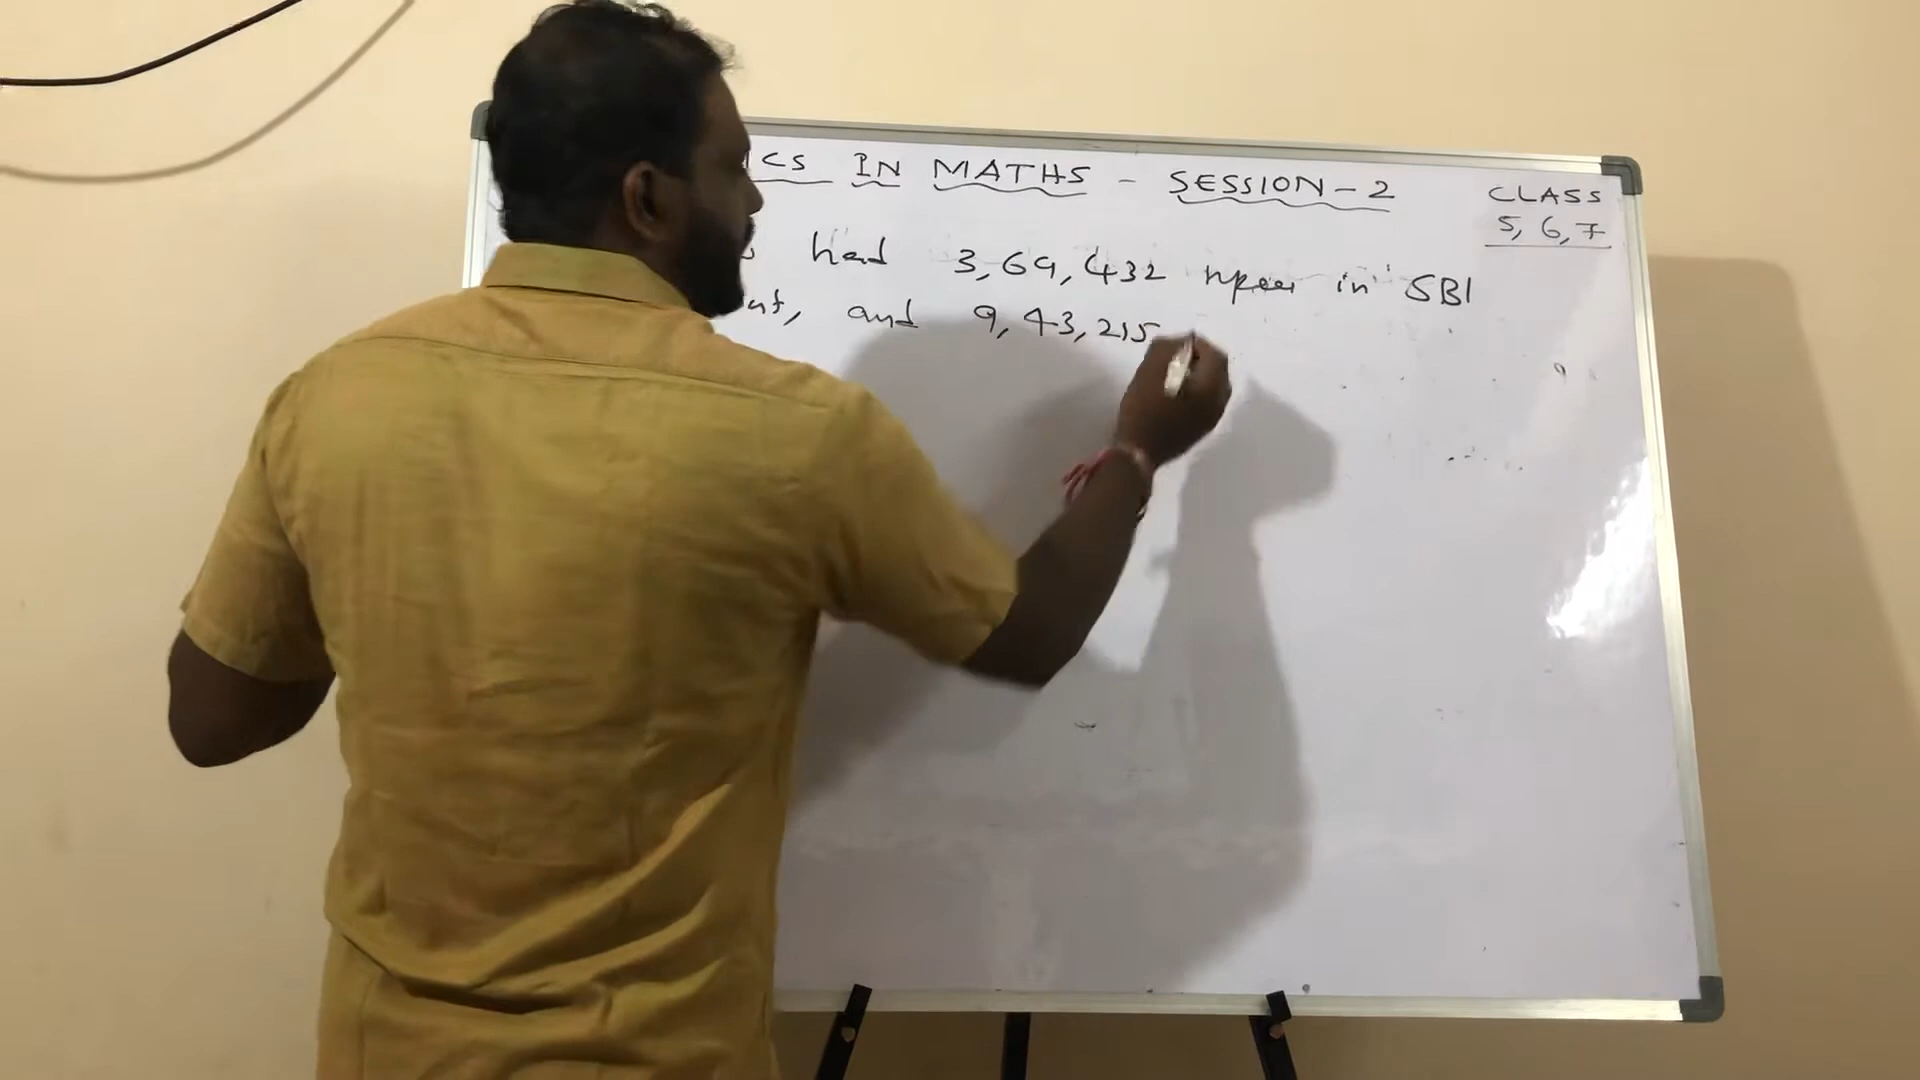 IN MATHS - SESSION-2
CLASS
5, 6, 7
had 3,69,432 rupees in SBI
and 9,43,215